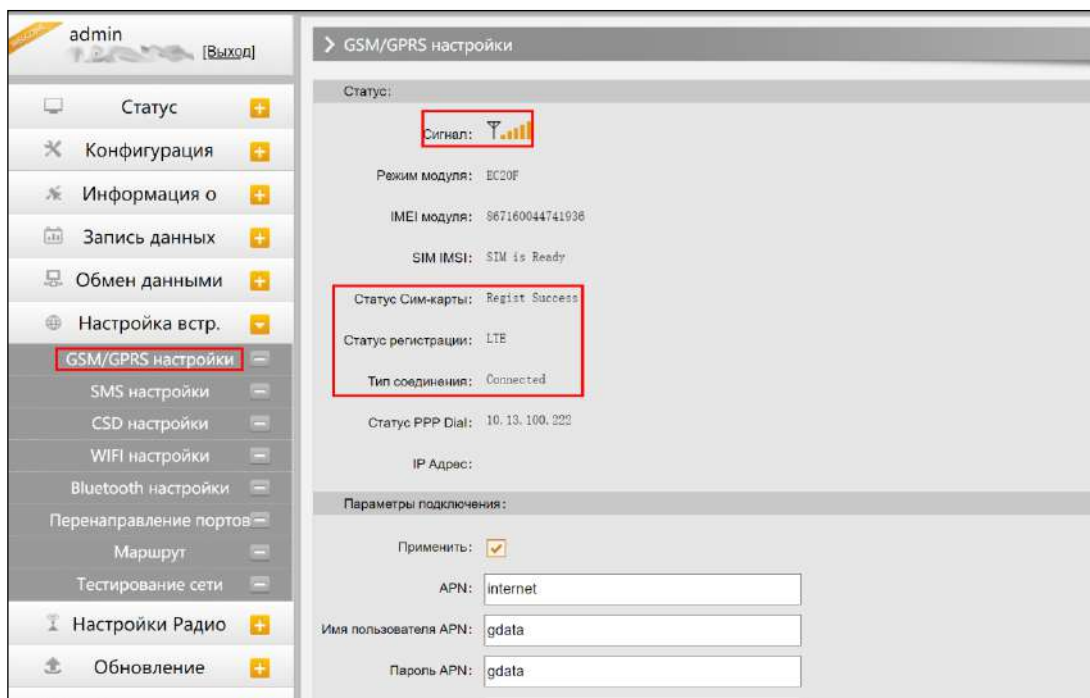 admin
[Выход]
Статус
Конфигурация
Информация о
Запись данных
Обмен данными
Настройка встр.
GSM/GPRS настройки
SMS настройки
CSD настройки
WIFI настройки
Bluetooth настройки
Перенаправление портов
Маршрут
Тестирование сети
Настройки Радио
Обновление
GSM/GPRS настройки
Статус:
Сигнал:
Режим модуля: EC20F
IMEI модуля: 867160044741936
SIM IMSI: SIM is Ready
Статус Сим-карты: Regist Success
Статус регистрации: LTE
Тип соединения: Connected
Статус PPP Dial: 10.13.100.222
IP Адрес:
Параметры подключения:
Применить:
APN: internet
Имя пользователя APN: gdata
Пароль APN: gdata